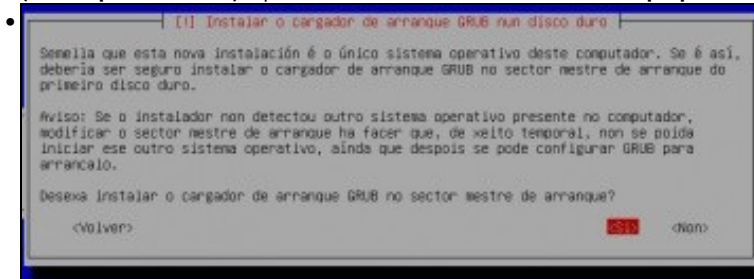 [!] Instalar o cargador de arranque GRUB nun disco duro
Semella que esta nova instalación é o único sistema operativo deste computador. Se é así,
debería ser seguro instalar o cargador de arranque GRUB no sector mestre de arranque do
primeiro disco duro.
Aviso: Se o instalador non detectou outro sistema operativo presente no computador,
modificar o sector mestre de arranque ha facer que, de xeito temporal, non se poida
iniciar ese outro sistema operativo, aínda que despois se pode configurar GRUB para
arrancalo.
Desexa instalar o cargador de arranque GRUB no sector mestre de arranque?
<Volver> <Si> <Non>